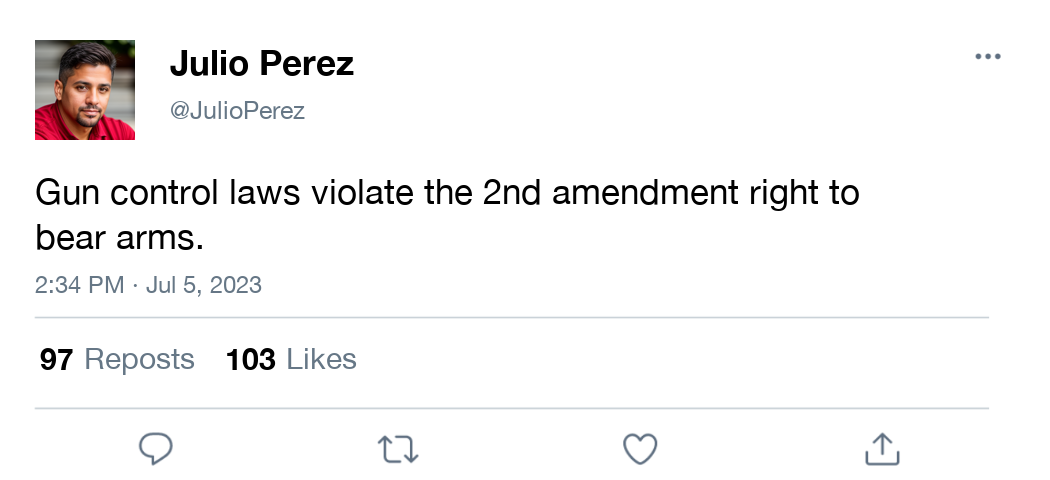 Julio Perez
@JulioPerez
Gun control laws violate the 2nd amendment right to
bear arms.
2:34 PM · Jul 5, 2023
97 Reposts 103 Likes